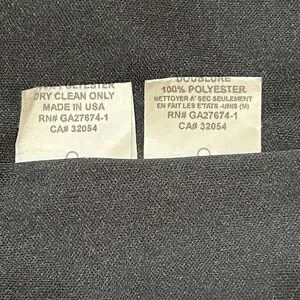 POLYESTER
DRY CLEAN ONLY
MADE IN USA
RN# GA27674-1
CA# 32054
DOUBLURE
100% POLYESTER
NETTOYER A' SEC SEULEMENT
EN FAIT LES ETATS -UNIS (M)
RN# GA27674-1
CA# 32054